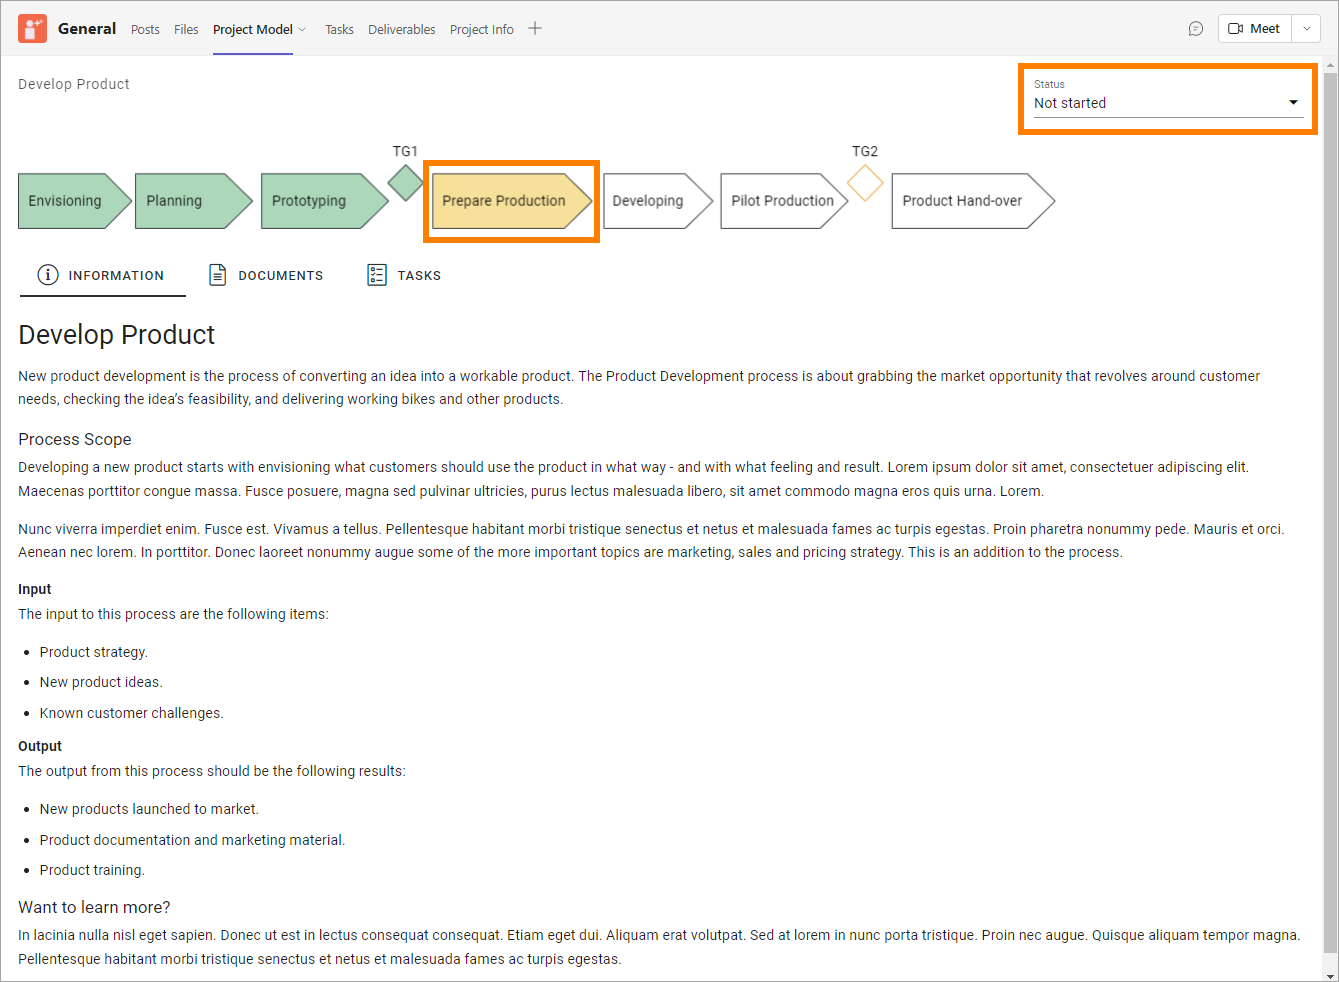 General Posts Files Project Model Tasks Deliverables Project Info Meet
Develop Product
Status
Not started
TG1 TG2
Envisioning Planning Prototyping Prepare Production Developing Pilot Production Product Hand-over
INFORMATION DOCUMENTS TASKS
Develop Product
New product development is the process of converting an idea into a workable product. The Product Development process is about grabbing the market opportunity that revolves around customer
needs, checking the idea’s feasibility, and delivering working bikes and other products.
Process Scope
Developing a new product starts with envisioning what customers should use the product in what way - and with what feeling and result. Lorem ipsum dolor sit amet, consectetuer adipiscing elit.
Maecenas porttitor congue massa. Fusce posuere, magna sed pulvinar ultricies, purus lectus malesuada libero, sit amet commodo magna eros quis urna. Lorem.
Nunc viverra imperdiet enim. Fusce est. Vivamus a tellus. Pellentesque habitant morbi tristique senectus et netus et malesuada fames ac turpis egestas. Proin pharetra nonummy pede. Mauris et orci.
Aenean nec lorem. In porttitor. Donec laoreet nonummy augue some of the more important topics are marketing, sales and pricing strategy. This is an addition to the process.
Input
The input to this process are the following items:
• Product strategy.
• New product ideas.
• Known customer challenges.
Output
The output from this process should be the following results:
• New products launched to market.
• Product documentation and marketing material.
• Product training.
Want to learn more?
In lacinia nulla nisl eget sapien. Donec ut est in lectus consequat consequat. Etiam eget dui. Aliquam erat volutpat. Sed at lorem in nunc porta tristique. Proin nec augue. Quisque aliquam tempor magna.
Pellentesque habitant morbi tristique senectus et netus et malesuada fames ac turpis egestas.